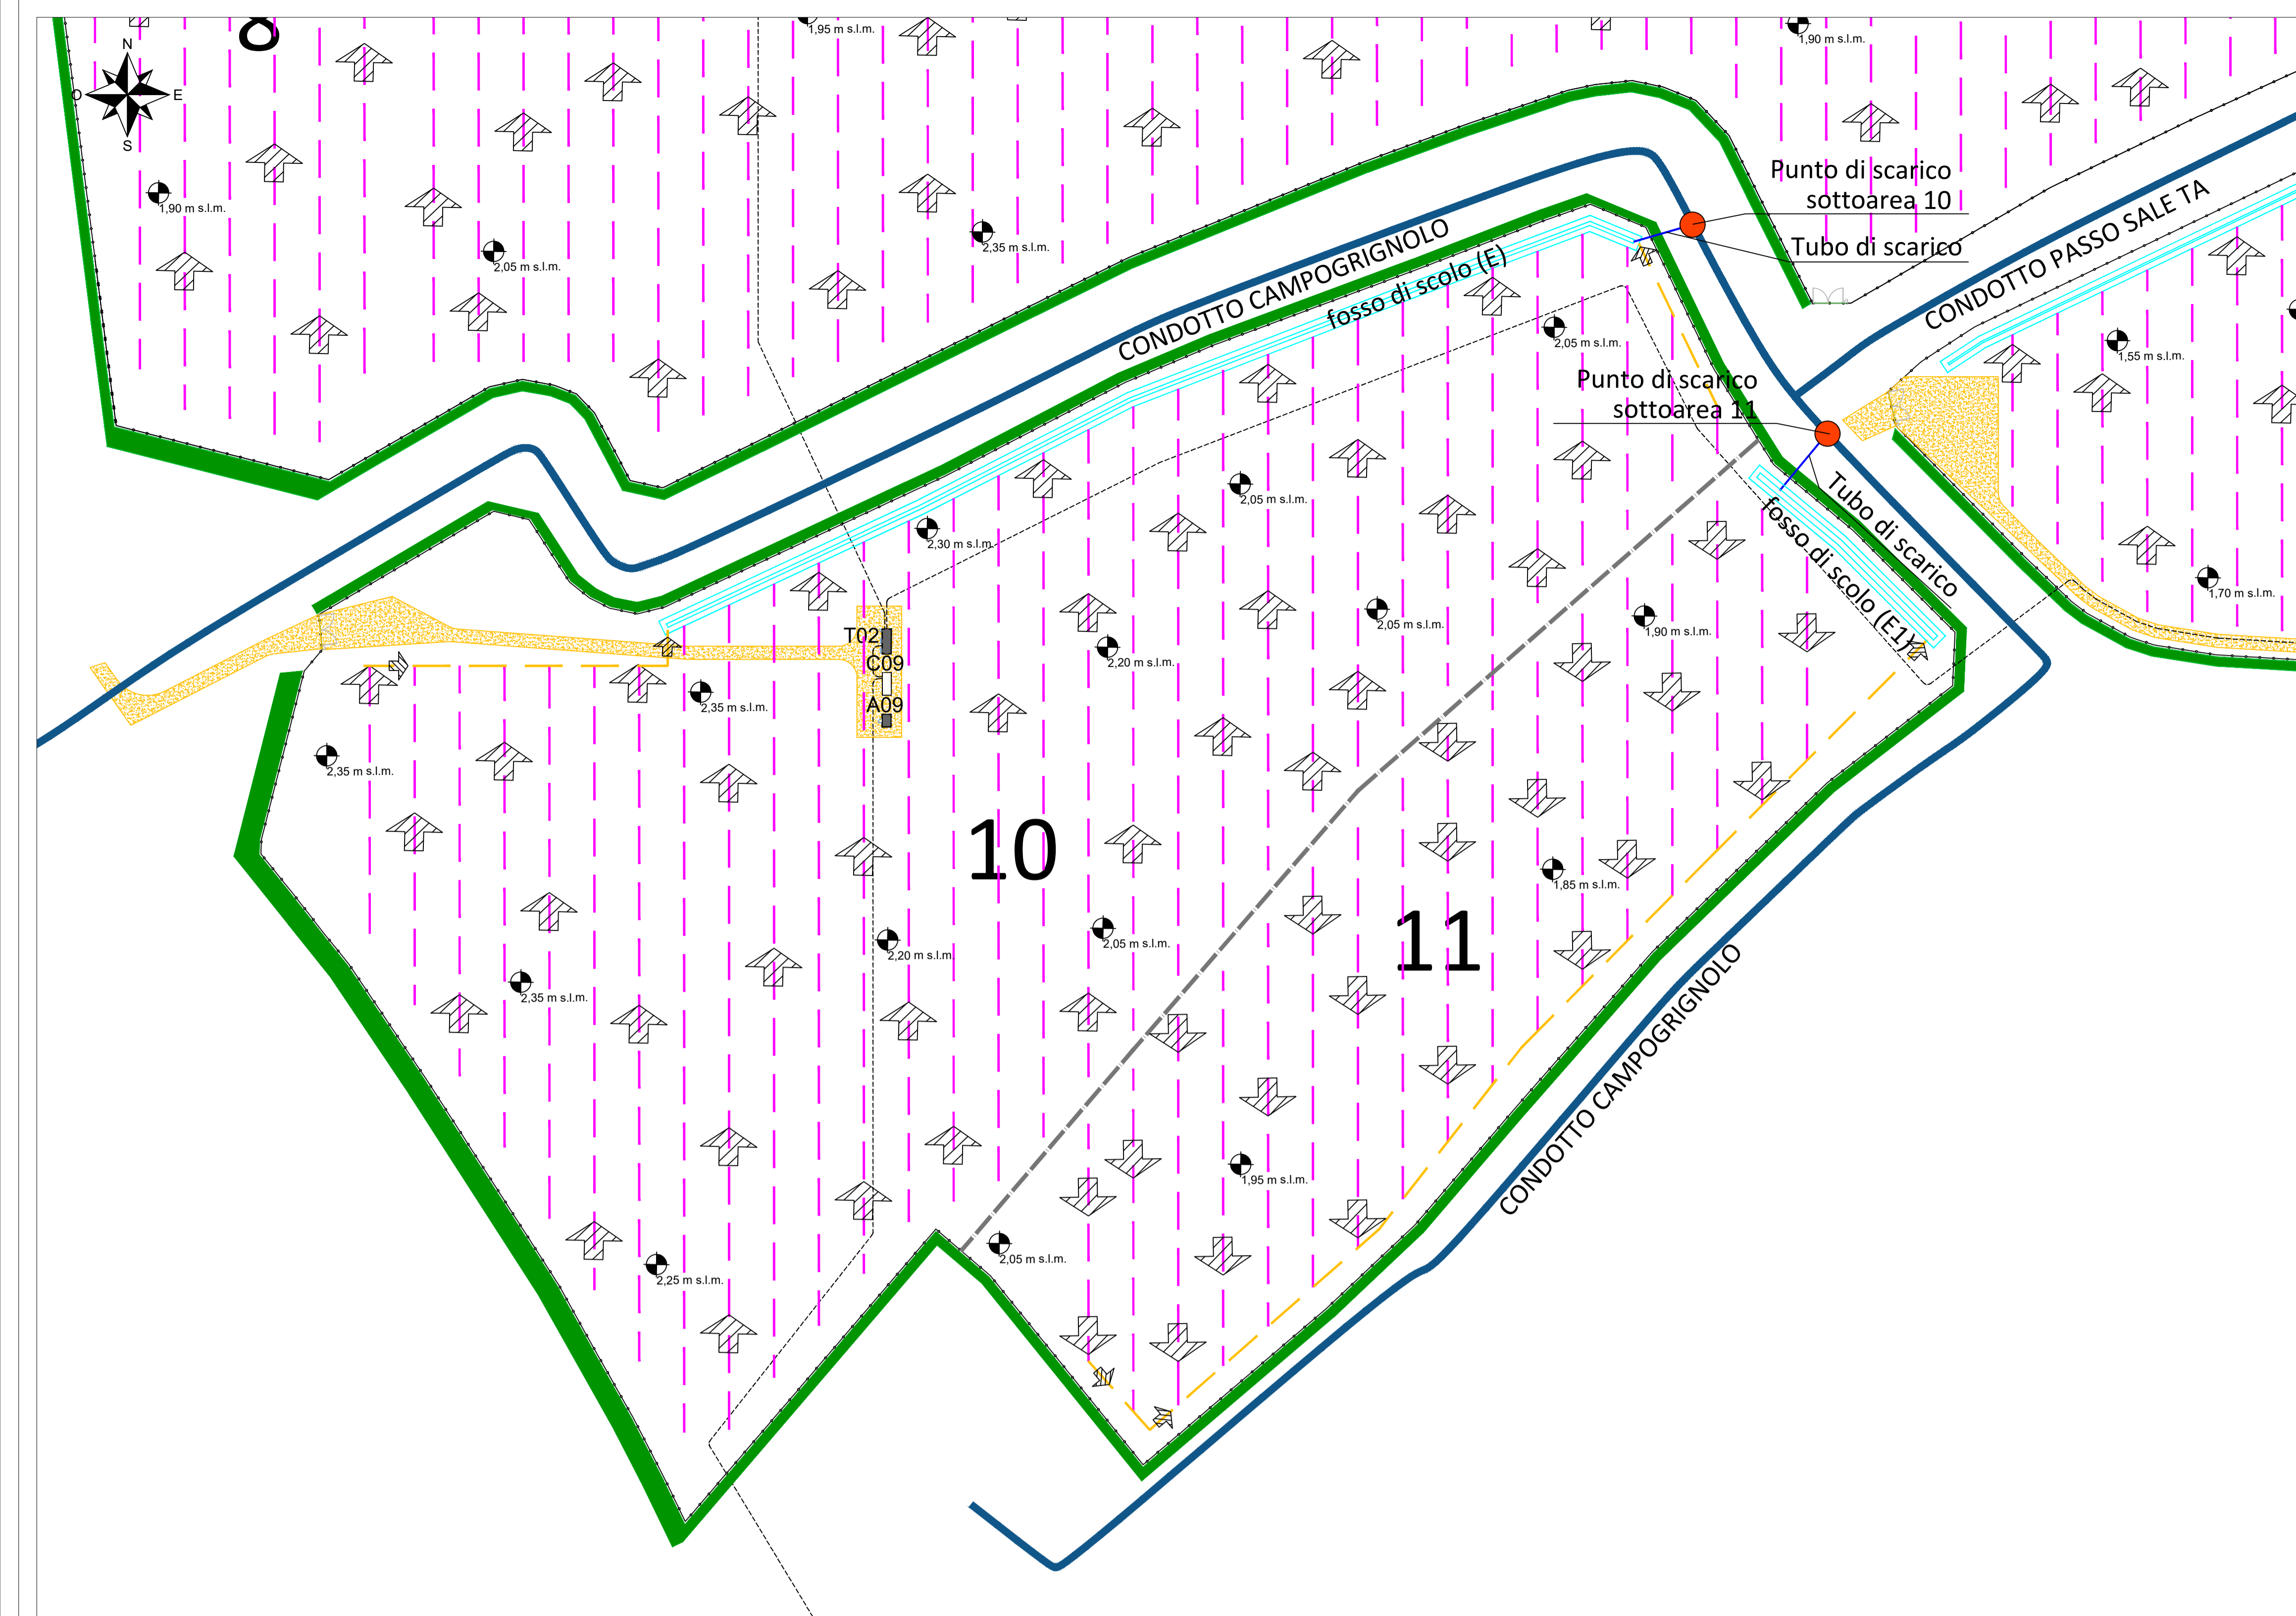 8
N
O
E
S
1,95 m s.l.m.
1,90 m s.l.m.
1,90 m s.l.m.
2,05 m s.l.m.
2,35 m s.l.m.
Punto di scarico
sottoarea 10
Tubo di scarico
CONDOTTO CAMPOGRIGNOLO
fosso di scolo (E)
CONDOTTO PASSO SALE TA
2,05 m s.l.m.
1,55 m s.l.m.
Punto di scarico
sottoarea 11
Tubo di scarico
fosso di scolo (E1)
2,05 m s.l.m.
2,30 m s.l.m.
1,70 m s.l.m.
2,05 m s.l.m.
1,90 m s.l.m.
T02
C09
A09
2,20 m s.l.m.
2,35 m s.l.m.
2,35 m s.l.m.
10
11
1,85 m s.l.m.
2,05 m s.l.m.
2,20 m s.l.m.
2,35 m s.l.m.
CONDOTTO CAMPOGRIGNOLO
1,95 m s.l.m.
2,05 m s.l.m.
2,25 m s.l.m.